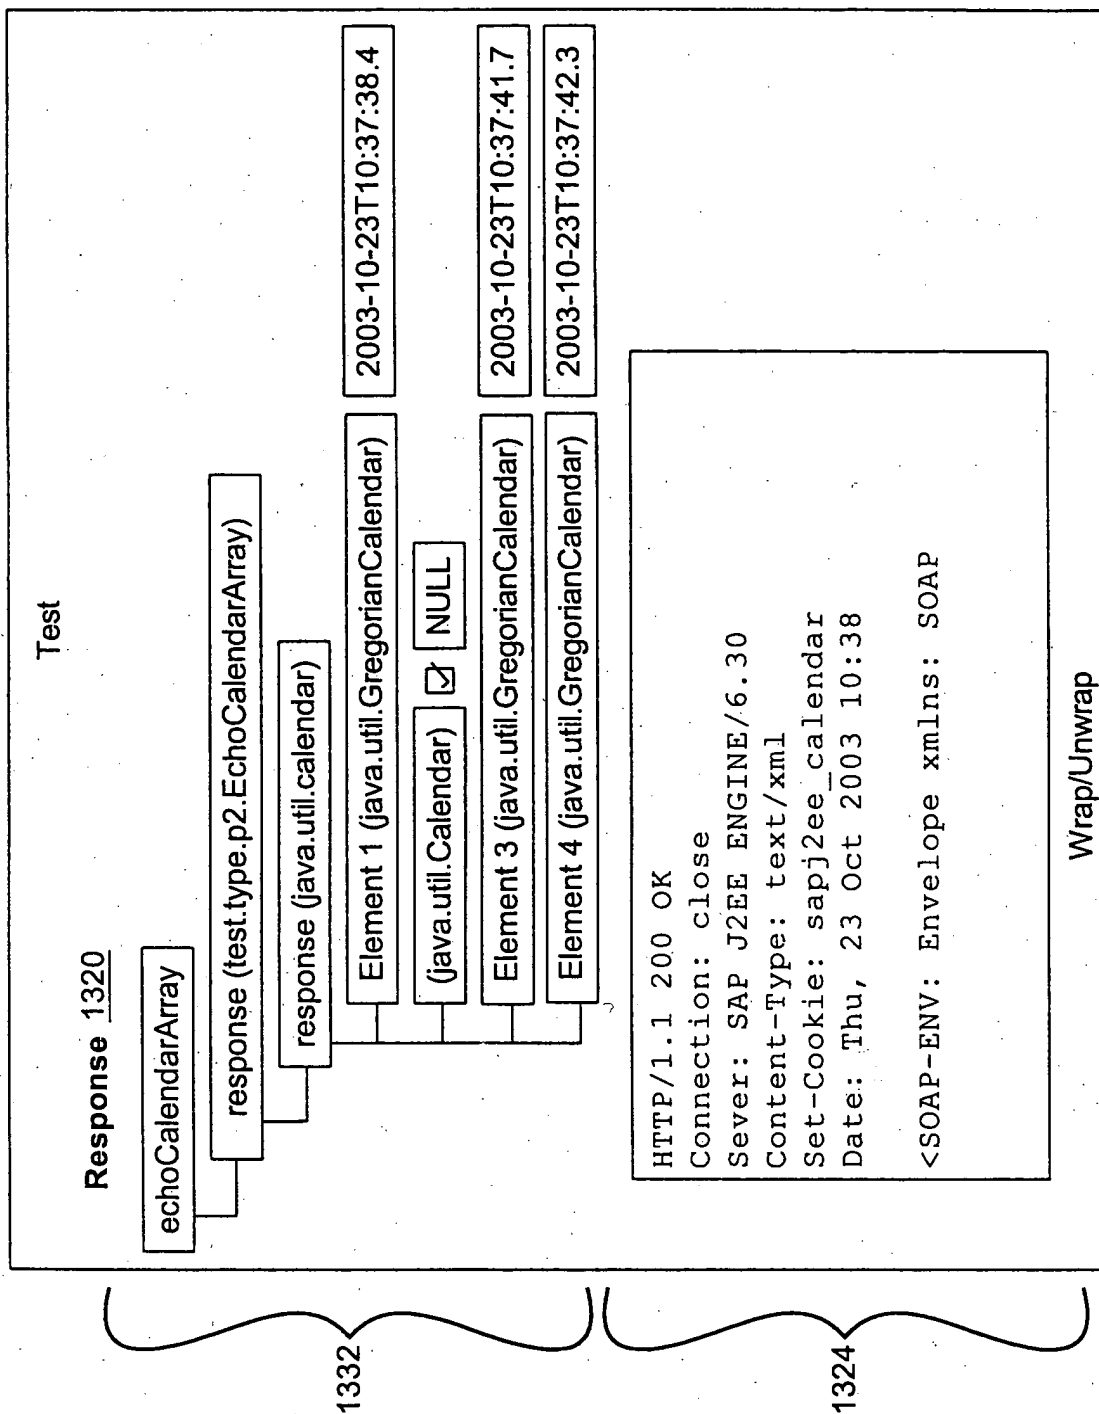 Test
Response 1320
echoCalendarArray
response (test.type.p2.EchoCalendarArray)
response (java.util.calendar)
Element 1 (java.util.GregorianCalendar) 2003-10-23T10:37:38.4
(java.util.Calendar) NULL
Element 3 (java.util.GregorianCalendar) 2003-10-23T10:37:41.7
Element 4 (java.util.GregorianCalendar) 2003-10-23T10:37:42.3
1332
HTTP/1.1 200 OK
Connection: close
Sever: SAP J2EE ENGINE/6.30
Content-Type: text/xml
Set-Cookie: sapj2ee_calendar
Date: Thu, 23 Oct 2003 10:38
<SOAP-ENV: Envelope xmlns: SOAP
1324
Wrap/Unwrap